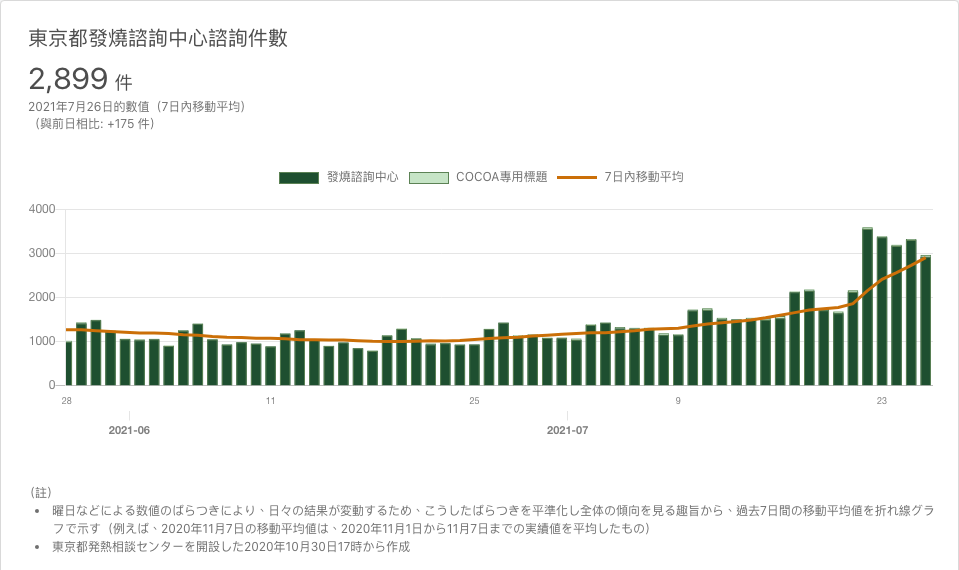 東京都發燒諮詢中心諮詢件數
2,899 件
2021年7月26日的數值（7日內移動平均）
（與前日相比: +175 件）
發燒諮詢中心 COCOA專用標題 7日內移動平均
4000
3000
2000
1000
0
28 11 25 9 23
2021-06 2021-07
（註）
• 曜日などによる数値のばらつきにより、日々の結果が変動するため、こうしたばらつきを平準化し全体の傾向を見る趣旨から、過去7日間の移動平均値を折れ線グラ
フで示す（例えば、2020年11月7日の移動平均値は、2020年11月1日から11月7日までの実績値を平均したもの）
• 東京都発熱相談センターを開設した2020年10月30日17時から作成